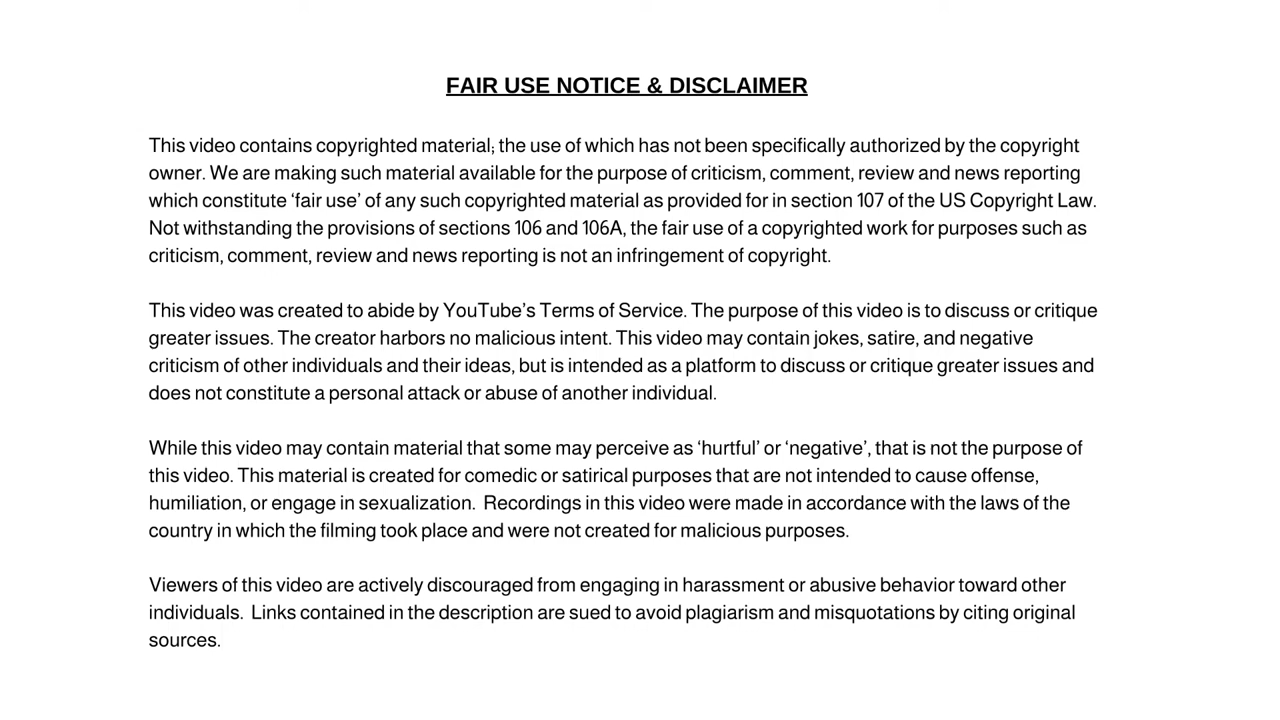 FAIR USE NOTICE & DISCLAIMER
This video contains copyrighted material; the use of which has not been specifically authorized by the copyright
owner. We are making such material available for the purpose of criticism, comment, review and news reporting
which constitute ‘fair use’ of any such copyrighted material as provided for in section 107 of the US Copyright Law.
Not withstanding the provisions of sections 106 and 106A, the fair use of a copyrighted work for purposes such as
criticism, comment, review and news reporting is not an infringement of copyright.
This video was created to abide by YouTube’s Terms of Service. The purpose of this video is to discuss or critique
greater issues. The creator harbors no malicious intent. This video may contain jokes, satire, and negative
criticism of other individuals and their ideas, but is intended as a platform to discuss or critique greater issues and
does not constitute a personal attack or abuse of another individual.
While this video may contain material that some may perceive as ‘hurtful’ or ‘negative’, that is not the purpose of
this video. This material is created for comedic or satirical purposes that are not intended to cause offense,
humiliation, or engage in sexualization.  Recordings in this video were made in accordance with the laws of the
country in which the filming took place and were not created for malicious purposes.
Viewers of this video are actively discouraged from engaging in harassment or abusive behavior toward other
individuals.  Links contained in the description are sued to avoid plagiarism and misquotations by citing original
sources.